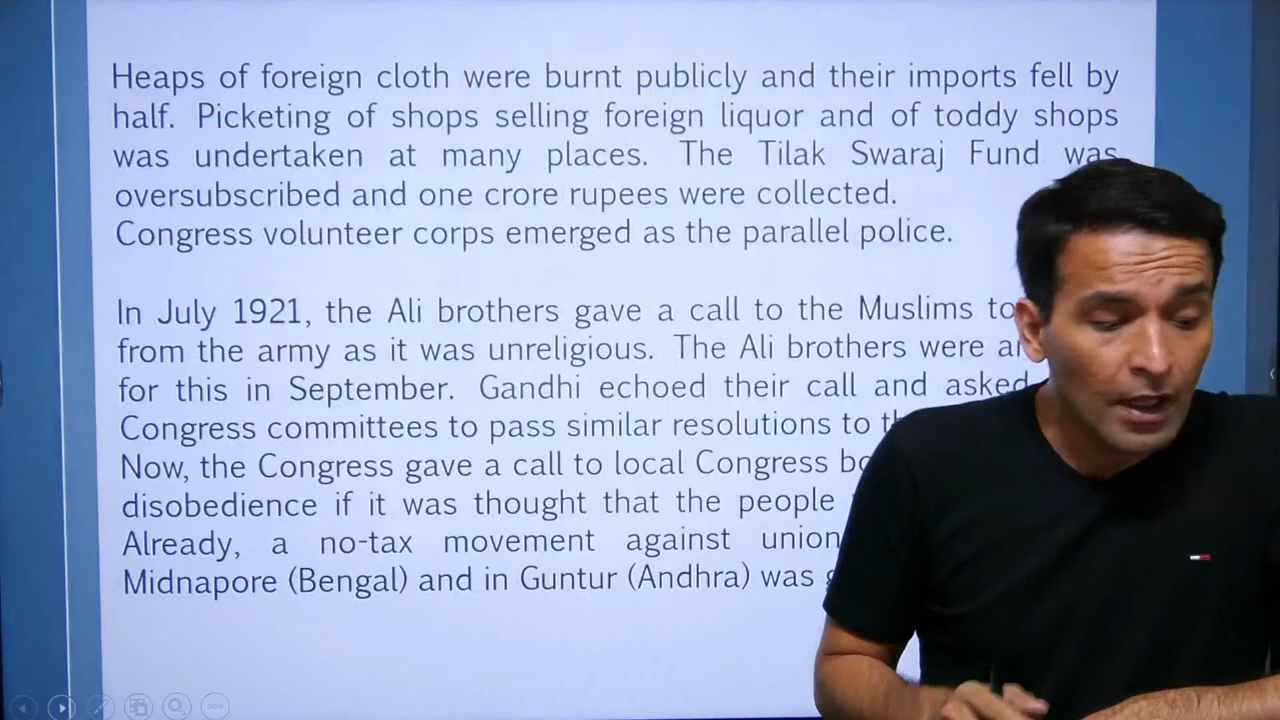 Heaps of foreign cloth were burnt publicly and their imports fell by
half. Picketing of shops selling foreign liquor and of toddy shops
was undertaken at many places. The Tilak Swaraj Fund was
oversubscribed and one crore rupees were collected.
Congress volunteer corps emerged as the parallel police.
In July 1921, the Ali brothers gave a call to the Muslims to
from the army as it was unreligious. The Ali brothers were
for this in September. Gandhi echoed their call and asked
Congress committees to pass similar resolutions to
Now, the Congress gave a call to local Congress
disobedience if it was thought that the people
Already, a no-tax movement against union
Midnapore (Bengal) and in Guntur (Andhra) was